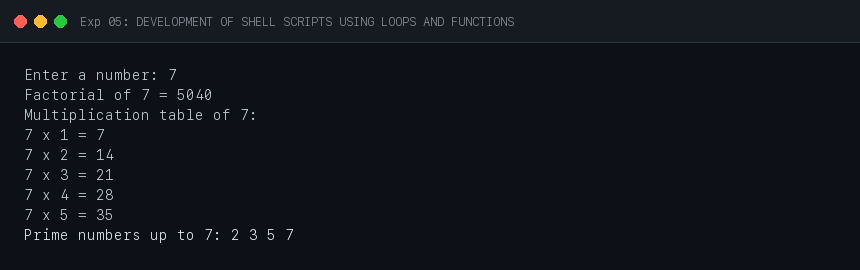 Exp 05: DEVELOPMENT OF SHELL SCRIPTS USING LOOPS AND FUNCTIONS
Enter a number: 7
Factorial of 7 = 5040
Multiplication table of 7:
7 x 1 = 7
7 x 2 = 14
7 x 3 = 21
7 x 4 = 28
7 x 5 = 35
Prime numbers up to 7: 2 3 5 7